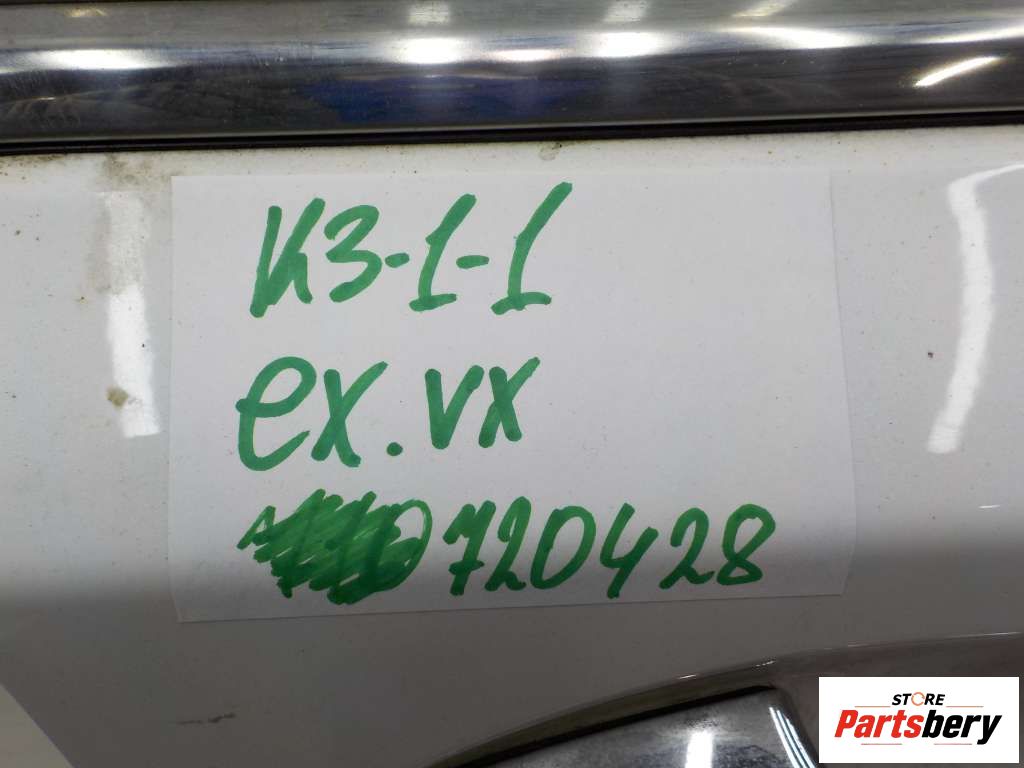 K3-1-1
ex.vx
720428
STORE
Partsbery